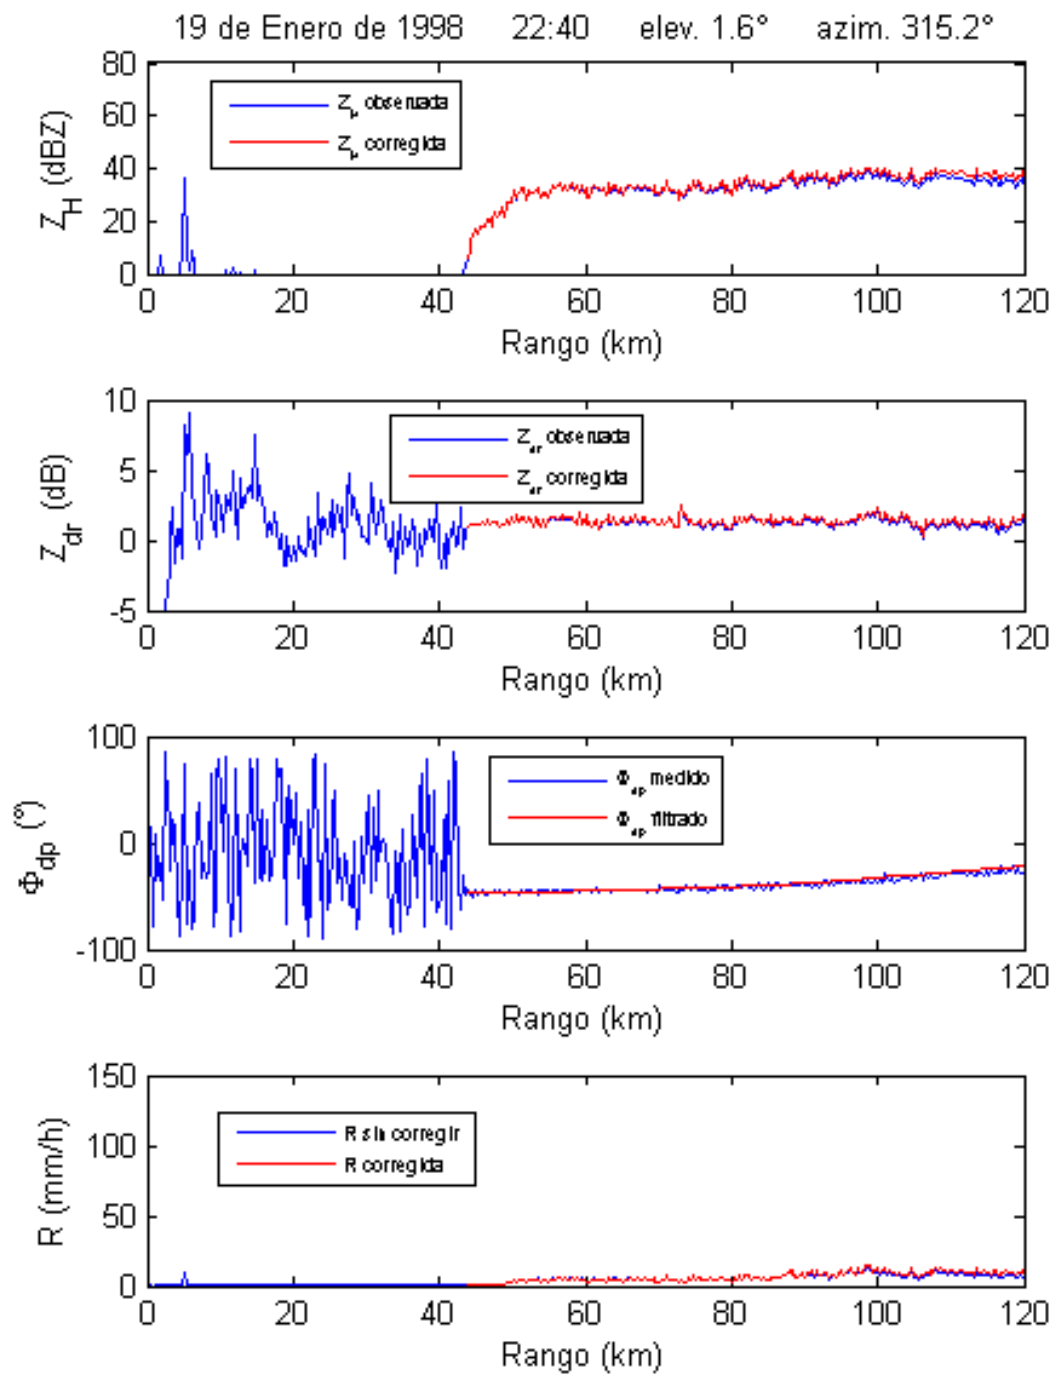 19 de Enero de 1998 22:40 elev. 1.6° azim. 315.2°
80
60
40
20
0
Z_H (dBZ)
Z_H observada
Z_H corregida
0 20 40 60 80 100 120
Rango (km)
10
5
0
-5
Z_dr (dB)
Z_dr observada
Z_dr corregida
0 20 40 60 80 100 120
Rango (km)
100
0
-100
Φ_dp (°)
Φ_dp medido
Φ_dp filtrado
0 20 40 60 80 100 120
Rango (km)
150
100
50
0
R (mm/h)
R sin corregir
R corregida
0 20 40 60 80 100 120
Rango (km)